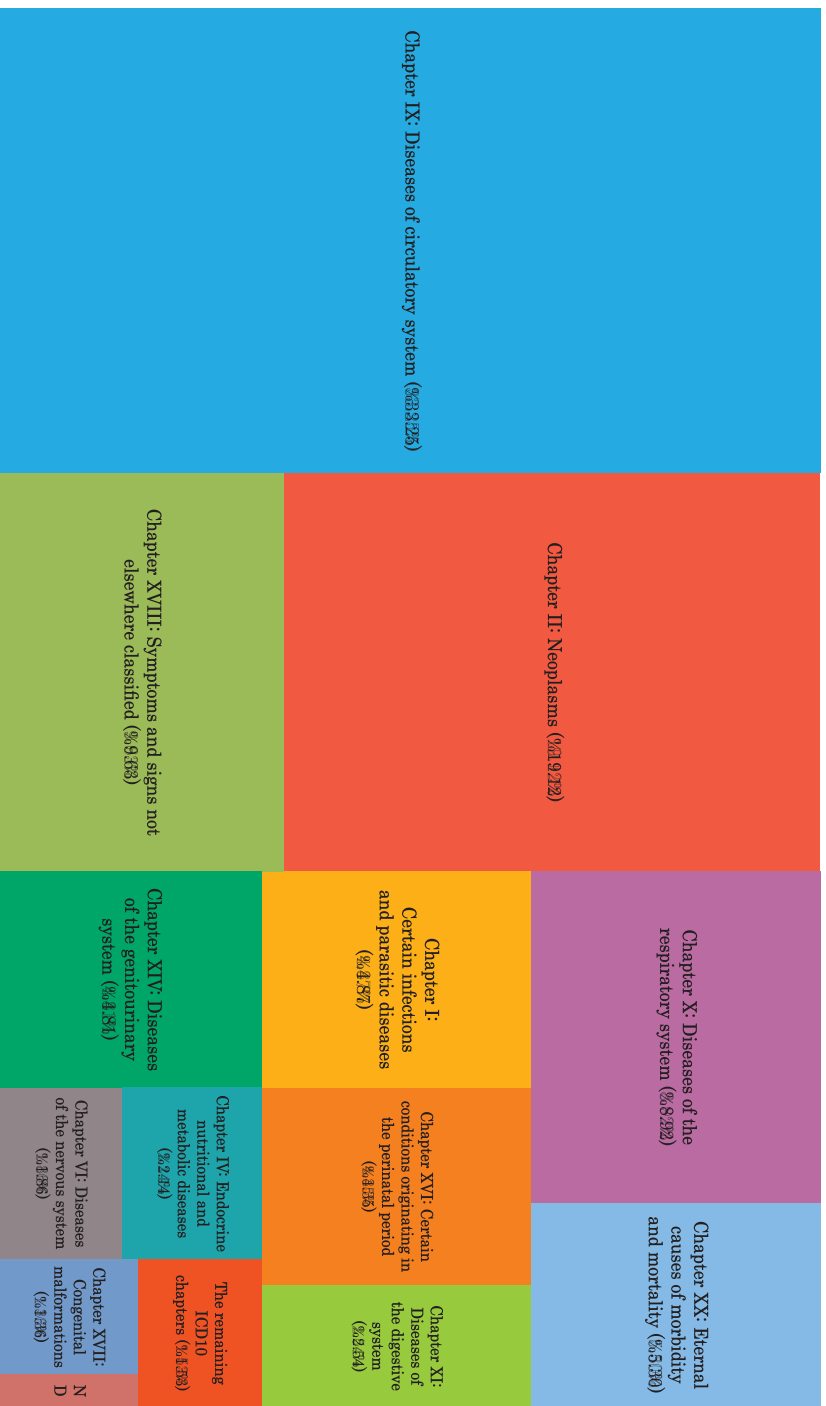 Chapter IX: Diseases of circulatory system
Chapter II: Neoplasms
Chapter XVIII: Symptoms and signs not
elsewhere classified
Chapter X: Diseases of the
respiratory system
Chapter XX: Eternal
causes of morbidity
and mortality
Chapter I:
Certain infections
and parasitic diseases
Chapter XVI: Certain
conditions originating in
the perinatal period
Chapter XI:
Diseases of
the digestive
system
Chapter XIV: Diseases
of the genitourinary
system
Chapter IV: Endocrine
nutritional and
metabolic diseases
Chapter VI: Diseases
of the nervous system
The remaining
ICD10
chapters
Chapter XVII:
Congenital
malformations
N
D